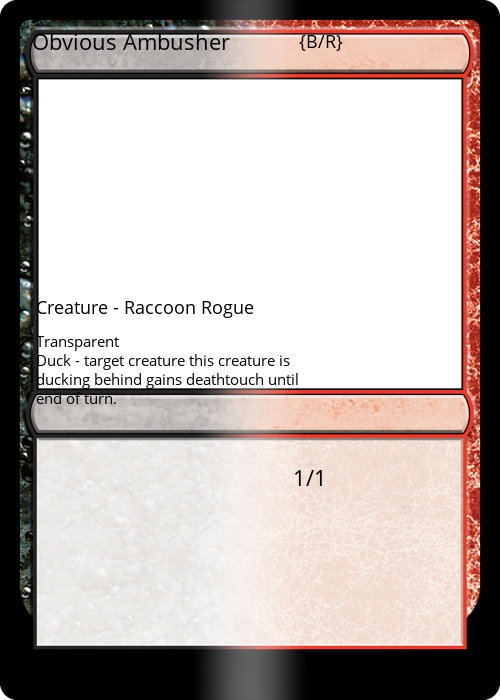 Obvious Ambusher {B/R}
Creature - Raccoon Rogue
Transparent
Duck - target creature this creature is
ducking behind gains deathtouch until
end of turn.
1/1